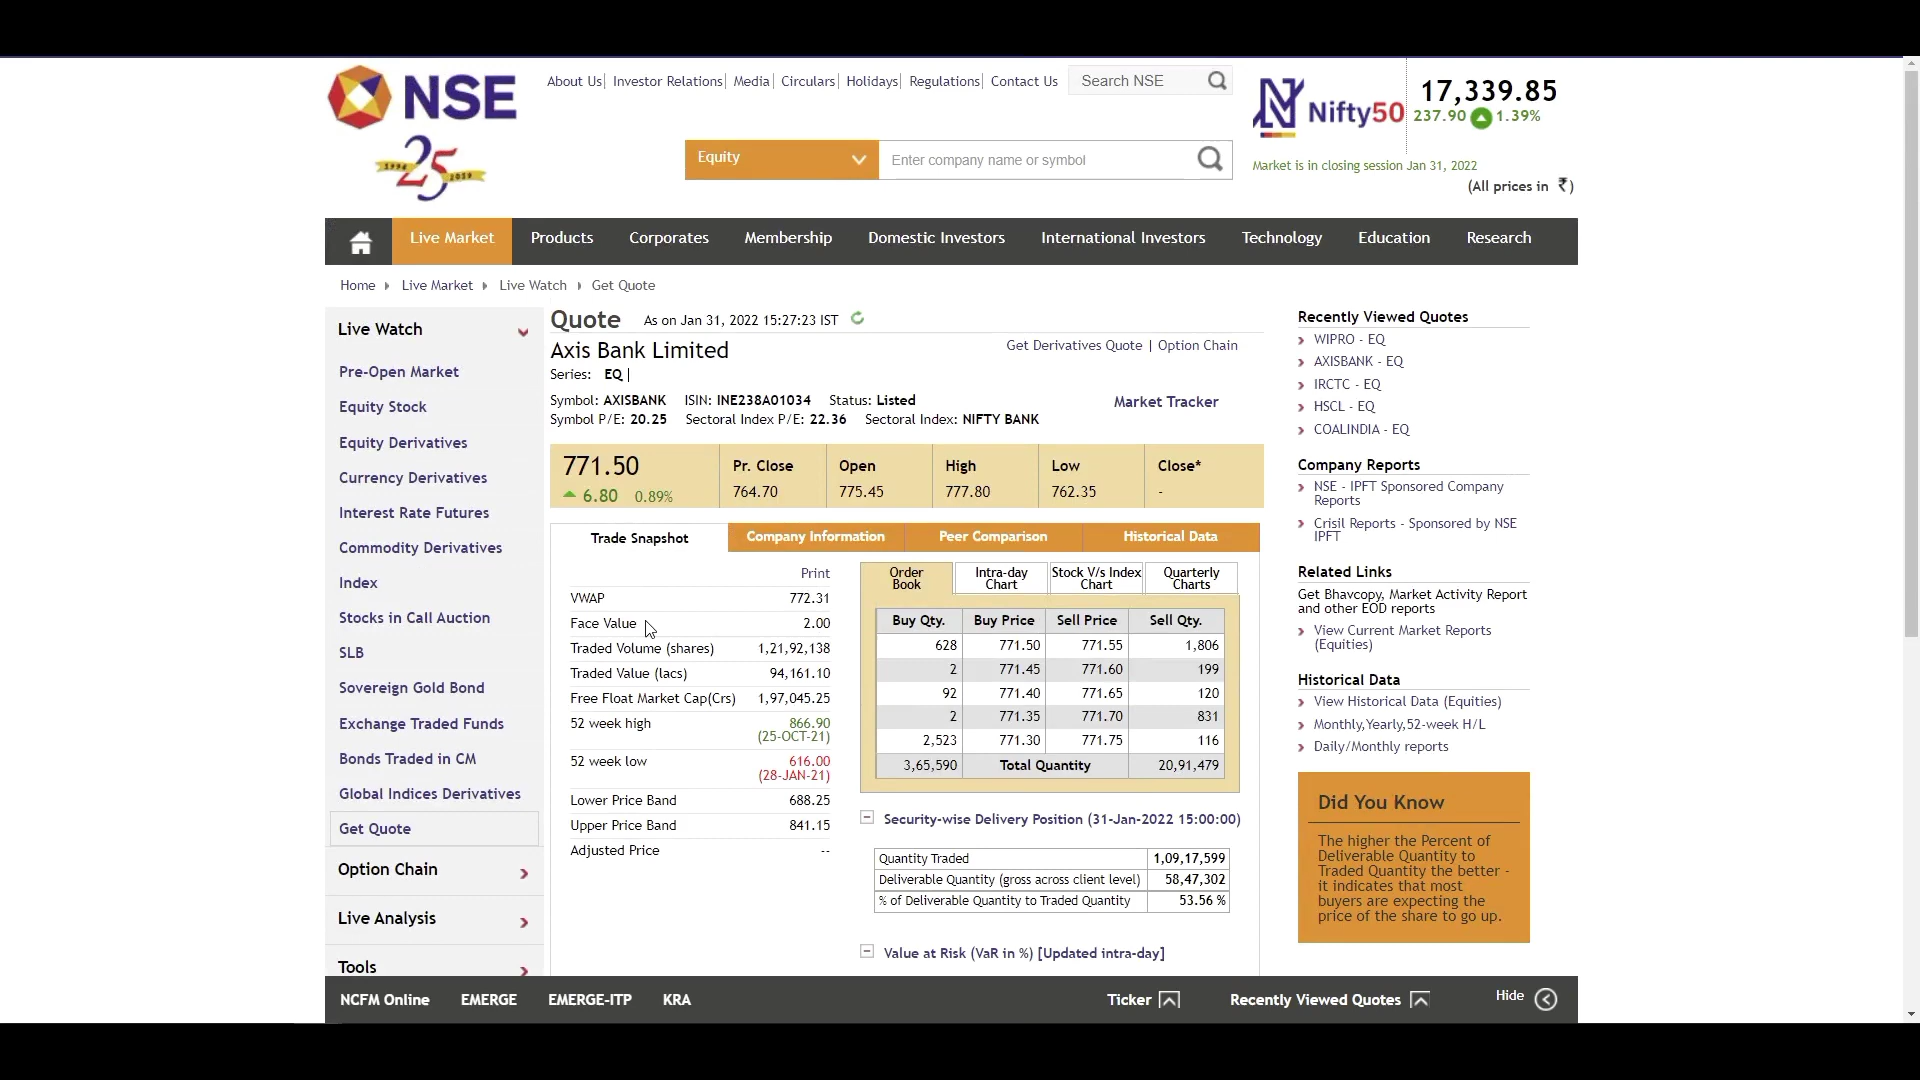 NSE
1994 25 2019
About Us | Investor Relations | Media | Circulars | Holidays | Regulations | Contact Us
Search NSE
Equity
Enter company name or symbol
Nifty50
17,339.85
237.90 1.39%
Market is in closing session Jan 31, 2022
(All prices in ₹)
Live Market Products Corporates Membership Domestic Investors International Investors Technology Education Research
Home Live Market Live Watch Get Quote
Live Watch
Pre-Open Market
Equity Stock
Equity Derivatives
Currency Derivatives
Interest Rate Futures
Commodity Derivatives
Index
Stocks in Call Auction
SLB
Sovereign Gold Bond
Exchange Traded Funds
Bonds Traded in CM
Global Indices Derivatives
Get Quote
Option Chain
Live Analysis
Tools
Quote As on Jan 31, 2022 15:27:23 IST
Axis Bank Limited
Get Derivatives Quote | Option Chain
Series: EQ |
Symbol: AXISBANK ISIN: INE238A01034 Status: Listed
Market Tracker
Symbol P/E: 20.25 Sectoral Index P/E: 22.36 Sectoral Index: NIFTY BANK
771.50 Pr. Close Open High Low Close*
6.80 0.89% 764.70 775.45 777.80 762.35 -
Trade Snapshot Company Information Peer Comparison Historical Data
Print
VWAP 772.31
Face Value 2.00
Traded Volume (shares) 1,21,92,138
Traded Value (lacs) 94,161.10
Free Float Market Cap(Crs) 1,97,045.25
52 week high 866.90
(25-OCT-21)
52 week low 616.00
(28-JAN-21)
Lower Price Band 688.25
Upper Price Band 841.15
Adjusted Price --
Order Book
Intra-day Chart
Stock V/s Index Chart
Quarterly Charts
Buy Qty. Buy Price Sell Price Sell Qty.
628 771.50 771.55 1,806
2 771.45 771.60 199
92 771.40 771.65 120
2 771.35 771.70 831
2,523 771.30 771.75 116
3,65,590 Total Quantity 20,91,479
Security-wise Delivery Position (31-Jan-2022 15:00:00)
Quantity Traded 1,09,17,599
Deliverable Quantity (gross across client level) 58,47,302
% of Deliverable Quantity to Traded Quantity 53.56 %
Value at Risk (VaR in %) [Updated intra-day]
Recently Viewed Quotes
WIPRO - EQ
AXISBANK - EQ
IRCTC - EQ
HSCL - EQ
COALINDIA - EQ
Company Reports
NSE - IPFT Sponsored Company
Reports
Crisil Reports - Sponsored by NSE
IPFT
Related Links
Get Bhavcopy, Market Activity Report
and other EOD reports
View Current Market Reports
(Equities)
Historical Data
View Historical Data (Equities)
Monthly,Yearly,52-week H/L
Daily/Monthly reports
Did You Know
The higher the Percent of
Deliverable Quantity to
Traded Quantity the better -
it indicates that most
buyers are expecting the
price of the share to go up.
NCFM Online EMERGE EMERGE-ITP KRA Ticker Recently Viewed Quotes Hide